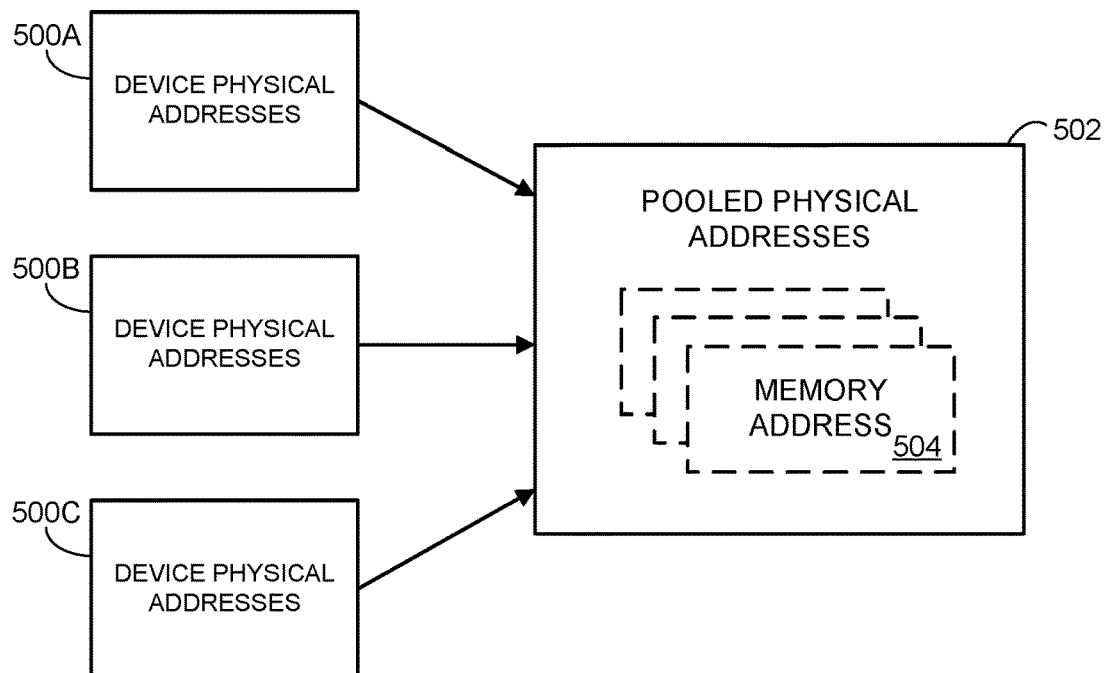 500A
DEVICE PHYSICAL
ADDRESSES
502
POOLED PHYSICAL
ADDRESSES
500B
DEVICE PHYSICAL
ADDRESSES
MEMORY
ADDRESS
504
500C
DEVICE PHYSICAL
ADDRESSES